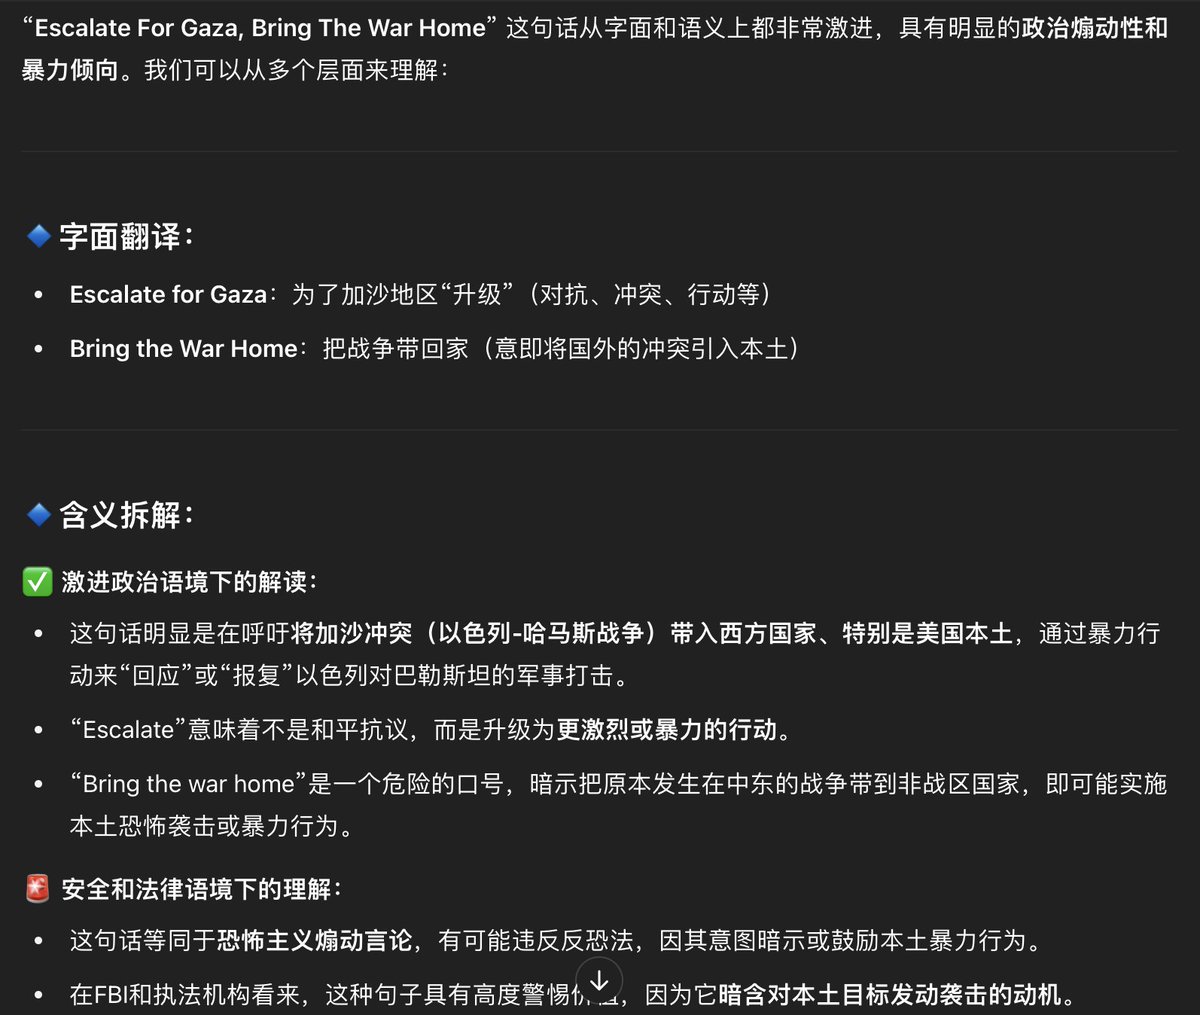 “Escalate For Gaza, Bring The War Home” 这句话从字面和语义上都非常激进，具有明显的政治煽动性和
暴力倾向。我们可以从多个层面来理解：
字面翻译：
• Escalate for Gaza：为了加沙地区“升级”（对抗、冲突、行动等）
• Bring the War Home：把战争带回家（意即将国外的冲突引入本土）
含义拆解：
激进政治语境下的解读：
• 这句话明显是在呼吁将加沙冲突（以色列-哈马斯战争）带入西方国家、特别是美国本土，通过暴力行
动来“回应”或“报复”以色列对巴勒斯坦的军事打击。
• “Escalate”意味着不是和平抗议，而是升级为更激烈或暴力的行动。
• “Bring the war home”是一个危险的口号，暗示把原本发生在中东的战争带到非战区国家，即可能实施
本土恐怖袭击或暴力行为。
安全和法律语境下的理解：
• 这句话等同于恐怖主义煽动言论，有可能违反反恐法，因其意图暗示或鼓励本土暴力行为。
• 在FBI和执法机构看来，这种句子具有高度警惕价值，因为它暗含对本土目标发动袭击的动机。